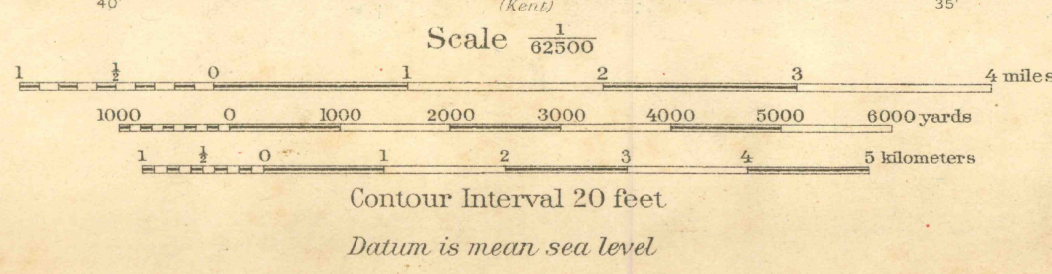 40' (Kent) 35'
Scale 1/62500
1 ½ 0 1 2 3 4 miles
1000 0 1000 2000 3000 4000 5000 6000 yards
1 ½ 0 1 2 3 4 5 kilometers
Contour Interval 20 feet
Datum is mean sea level